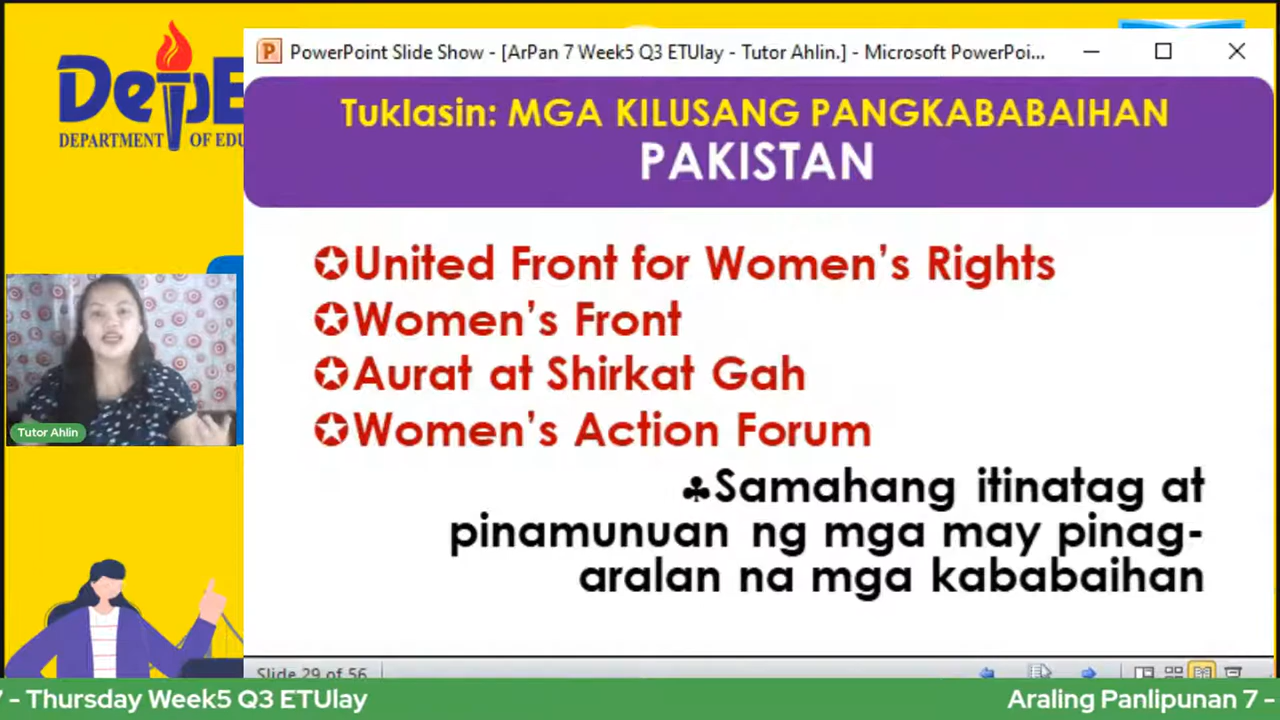 DepE
DEPARTMENT OF EDU
PowerPoint Slide Show - [ArPan 7 Week5 Q3 ETUlay - Tutor Ahlin.] - Microsoft PowerPoi...
Tuklasin: MGA KILUSANG PANGKABABAIHAN
PAKISTAN
✪United Front for Women's Rights
✪Women's Front
✪Aurat at Shirkat Gah
✪Women's Action Forum
♣Samahang itinatag at
pinamunuan ng mga may pinag-
aralan na mga kababaihan
Tutor Ahlin
Slide 29 of 56
7 - Thursday Week5 Q3 ETUlay
Araling Panlipunan 7 -